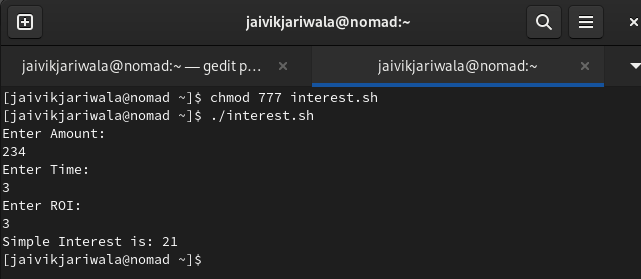 jaivikjariwala@nomad:~
jaivikjariwala@nomad:~ — gedit p...
jaivikjariwala@nomad:~
[jaivikjariwala@nomad ~]$ chmod 777 interest.sh
[jaivikjariwala@nomad ~]$ ./interest.sh
Enter Amount:
234
Enter Time:
3
Enter ROI:
3
Simple Interest is: 21
[jaivikjariwala@nomad ~]$